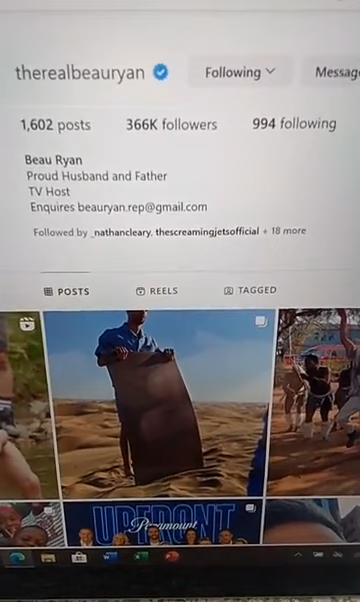 therealbeauryan Following Messag
1,602 posts 366K followers 994 following
Beau Ryan
Proud Husband and Father
TV Host
Enquires beauryan.rep@gmail.com
Followed by _nathancleary, thescreamingjetsofficial + 18 more
POSTS REELS TAGGED
UPFRONT
Paramount